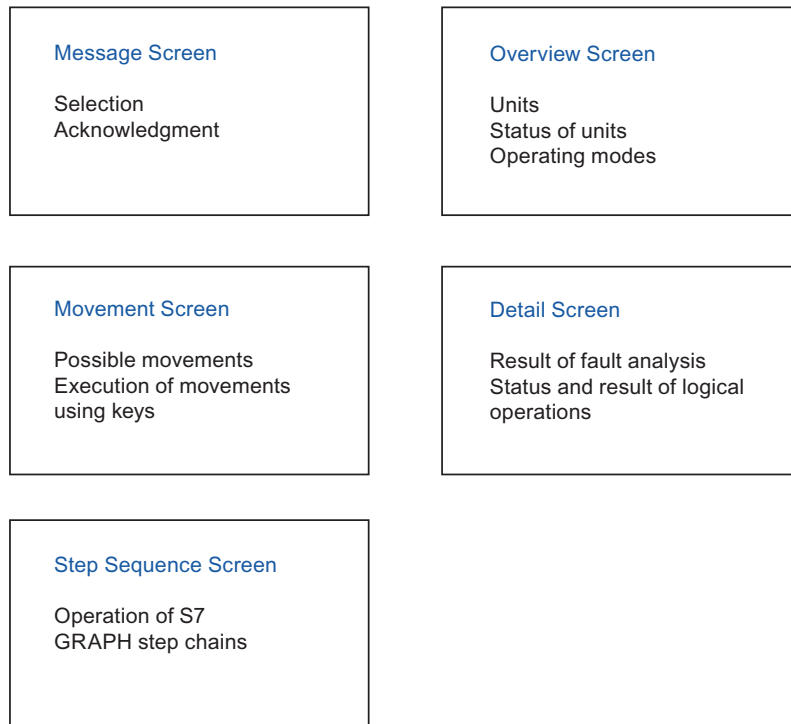 Message Screen
Selection
Acknowledgment
Overview Screen
Units
Status of units
Operating modes
Movement Screen
Possible movements
Execution of movements
using keys
Detail Screen
Result of fault analysis
Status and result of logical
operations
Step Sequence Screen
Operation of S7
GRAPH step chains